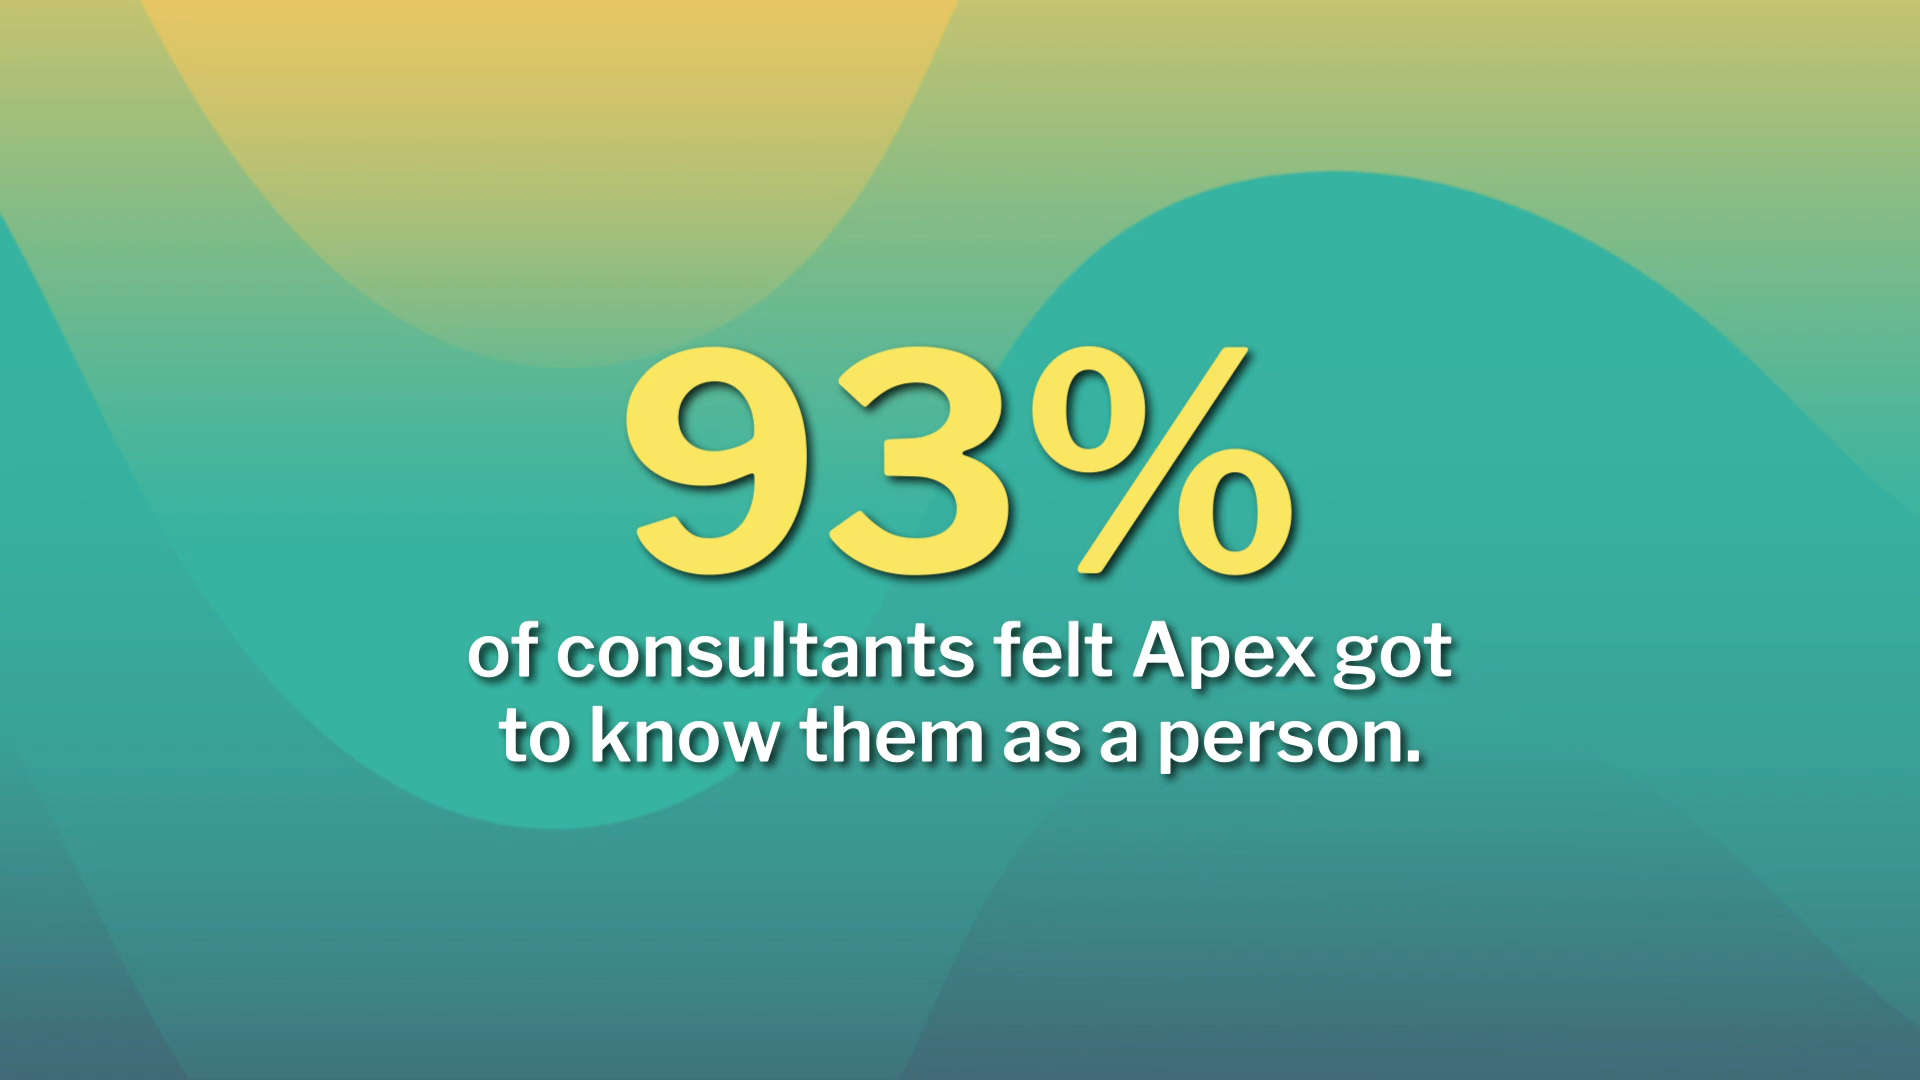 93%
of consultants felt Apex got
to know them as a person.